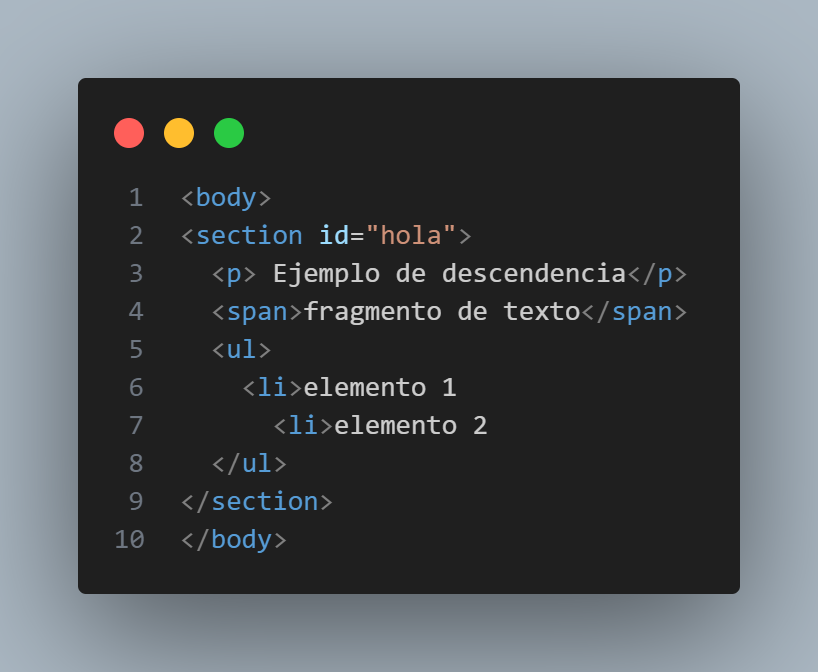 1 <body>
2 <section id="hola">
3   <p> Ejemplo de descendencia</p>
4   <span>fragmento de texto</span>
5   <ul>
6     <li>elemento 1
7       <li>elemento 2
8   </ul>
9 </section>
10 </body>